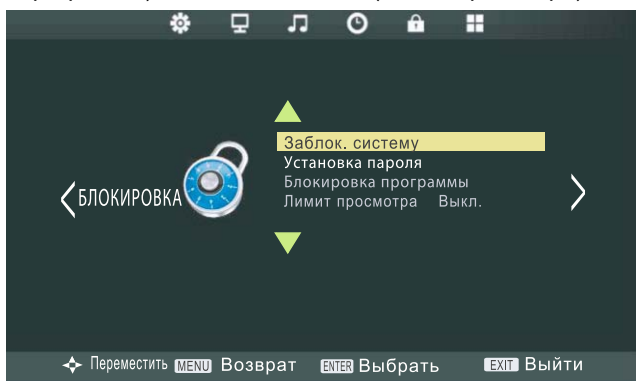 Заблок. систему
Установка пароля
Блокировка программы
Лимит просмотра Выкл.
БЛОКИРОВКА
Переместить MENU Возврат ENTER Выбрать EXIT Выйти